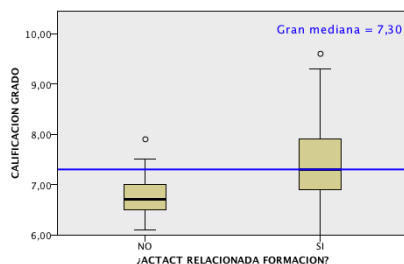 Gran mediana = 7,30
10,00
9,00
8,00
7,00
6,00
CALIFICACION GRADO
NO
SI
¿ACTACT RELACIONADA FORMACION?